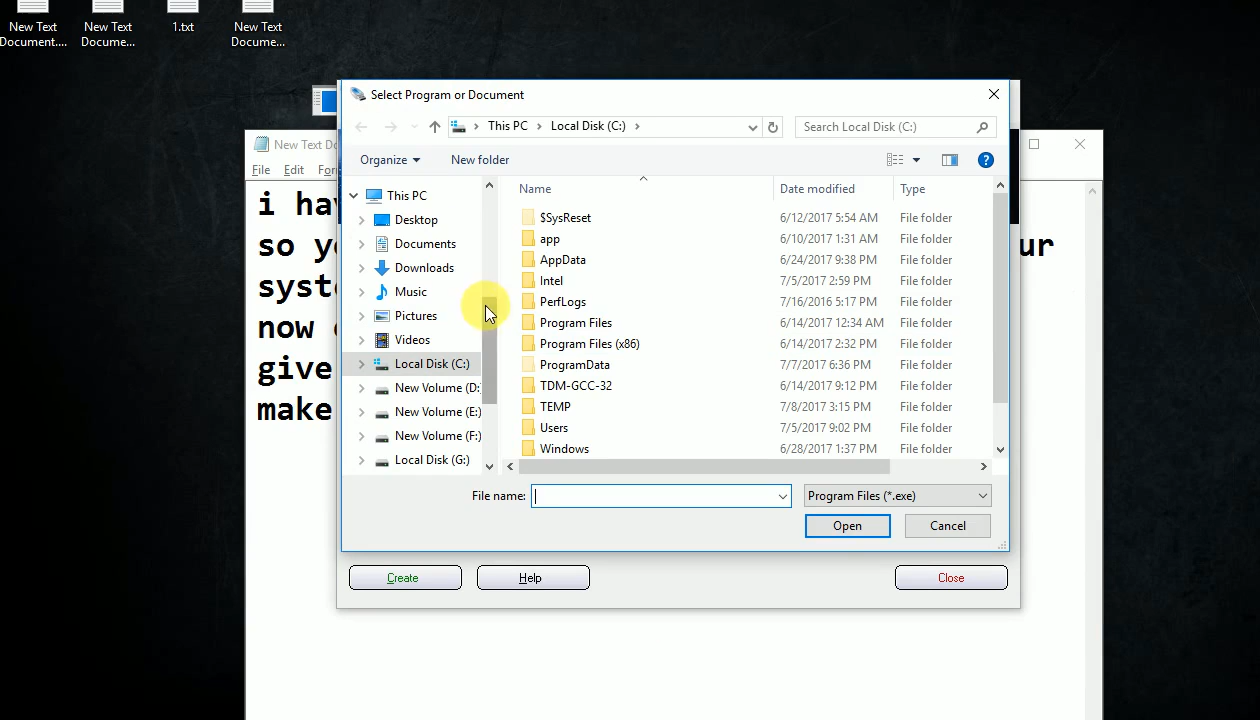 New Text
Document....
New Text
Docume...
1.txt
New Text
Docume...
Select Program or Document
This PC
Local Disk (C:)
Search Local Disk (C:)
New Text Do
File
Edit
Organize
New folder
i ha
so y
ur
syst
now
give
make
This PC
Desktop
Documents
Downloads
Music
Pictures
Videos
Local Disk (C:)
New Volume (D:
New Volume (E:)
New Volume (F:)
Local Disk (G:)
Name Date modified Type
$SysReset 6/12/2017 5:54 AM File folder
app 6/10/2017 1:31 AM File folder
AppData 6/24/2017 9:38 PM File folder
Intel 7/5/2017 2:59 PM File folder
PerfLogs 7/16/2016 5:17 PM File folder
Program Files 6/14/2017 12:34 AM File folder
Program Files (x86) 6/14/2017 2:32 PM File folder
ProgramData 7/7/2017 6:36 PM File folder
TDM-GCC-32 6/14/2017 9:12 PM File folder
TEMP 7/8/2017 3:15 PM File folder
Users 7/5/2017 9:02 PM File folder
Windows 6/28/2017 1:37 PM File folder
File name:
Program Files (*.exe)
Open
Cancel
Create
Help
Close